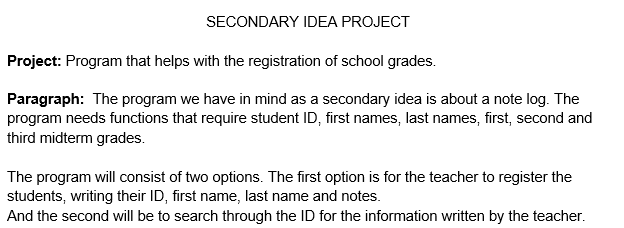 SECONDARY IDEA PROJECT
Project: Program that helps with the registration of school grades.
Paragraph:  The program we have in mind as a secondary idea is about a note log. The
program needs functions that require student ID, first names, last names, first, second and
third midterm grades.
The program will consist of two options. The first option is for the teacher to register the
students, writing their ID, first name, last name and notes.
And the second will be to search through the ID for the information written by the teacher.